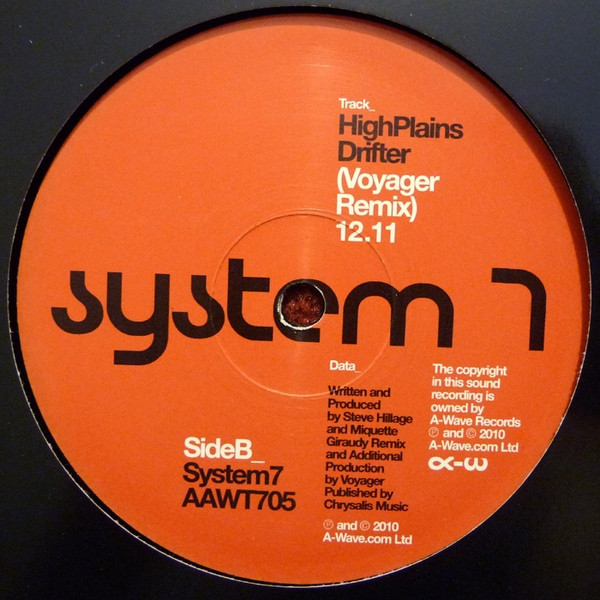 Track_
HighPlains
Drifter
(Voyager
Remix)
12.11
system 7
Data_
Written and
Produced
by Steve Hillage
and Miquette
Giraudy Remix
and Additional
Production
by Voyager
Published by
Chrysalis Music
℗ and © 2010
A-Wave.com Ltd
The copyright
in this sound
recording is
owned by
A-Wave Records
℗ and © 2010
A-Wave.com Ltd
α-ω
SideB_
System7
AAWT705